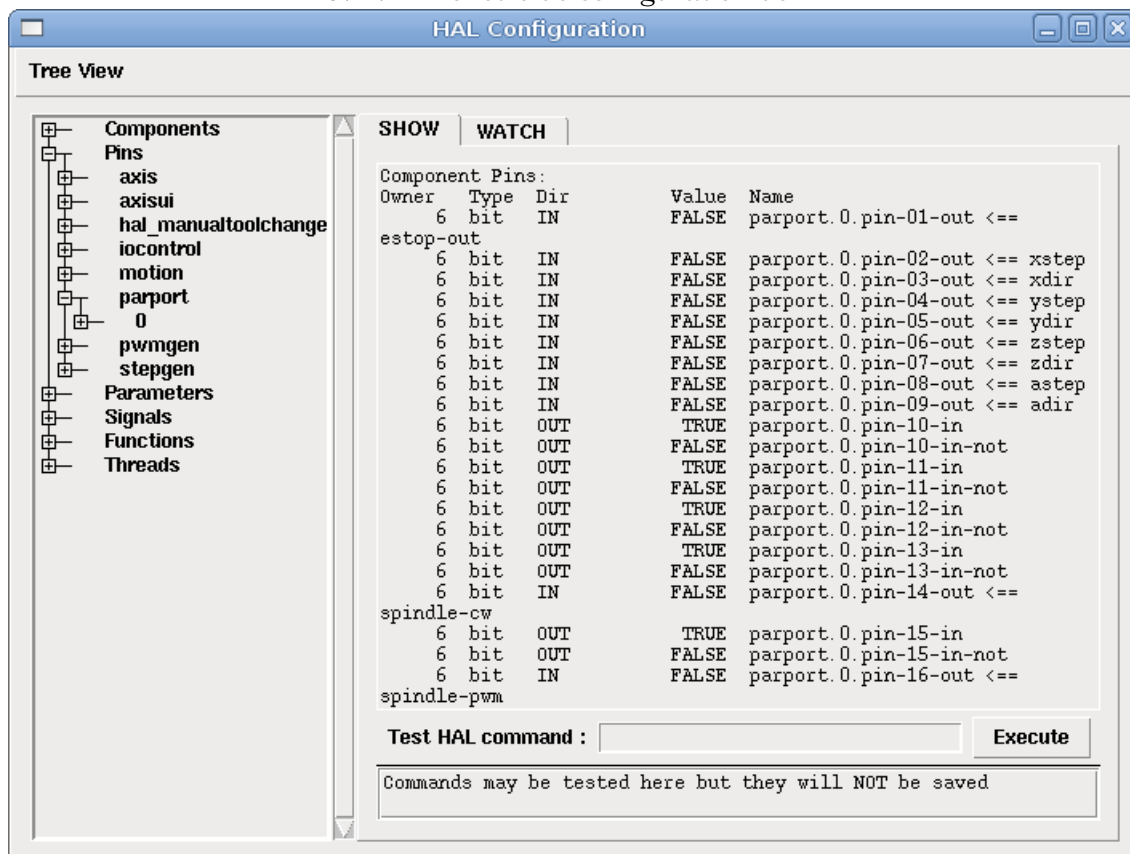 HAL Configuration
Tree View
Components
Pins
axis
axisui
hal_manualtoolchange
iocontrol
motion
parport
0
pwmgen
stepgen
Parameters
Signals
Functions
Threads
SHOW WATCH
Component Pins:
Owner Type Dir Value Name
6 bit IN FALSE parport.0.pin-01-out <==
estop-out
6 bit IN FALSE parport.0.pin-02-out <== xstep
6 bit IN FALSE parport.0.pin-03-out <== xdir
6 bit IN FALSE parport.0.pin-04-out <== ystep
6 bit IN FALSE parport.0.pin-05-out <== ydir
6 bit IN FALSE parport.0.pin-06-out <== zstep
6 bit IN FALSE parport.0.pin-07-out <== zdir
6 bit IN FALSE parport.0.pin-08-out <== astep
6 bit IN FALSE parport.0.pin-09-out <== adir
6 bit OUT TRUE parport.0.pin-10-in
6 bit OUT FALSE parport.0.pin-10-in-not
6 bit OUT TRUE parport.0.pin-11-in
6 bit OUT FALSE parport.0.pin-11-in-not
6 bit OUT TRUE parport.0.pin-12-in
6 bit OUT FALSE parport.0.pin-12-in-not
6 bit OUT TRUE parport.0.pin-13-in
6 bit OUT FALSE parport.0.pin-13-in-not
6 bit IN FALSE parport.0.pin-14-out <==
spindle-cw
6 bit OUT TRUE parport.0.pin-15-in
6 bit OUT FALSE parport.0.pin-15-in-not
6 bit IN FALSE parport.0.pin-16-out <==
spindle-pwm
Test HAL command : Execute
Commands may be tested here but they will NOT be saved